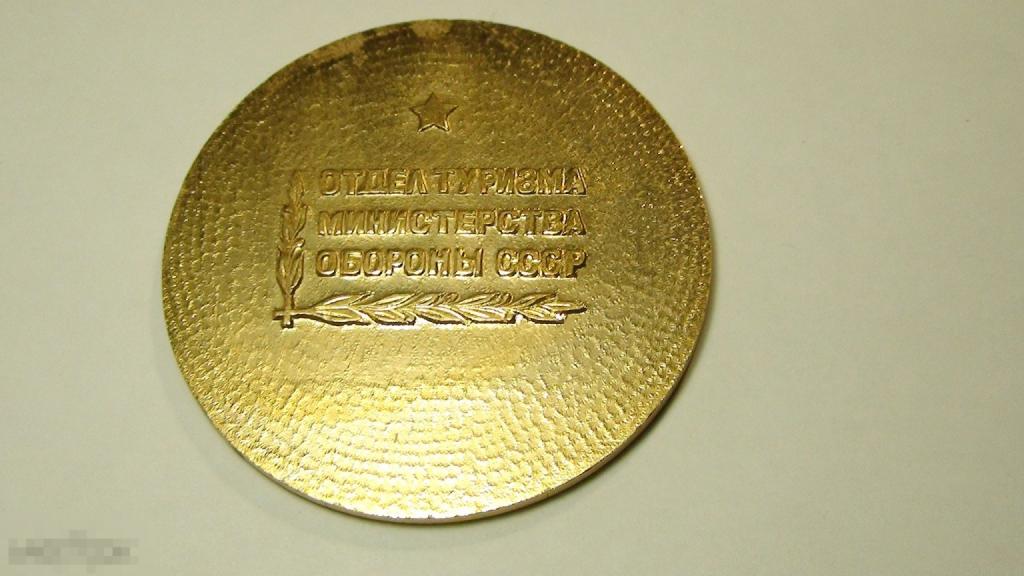 ОТДЕЛ ТУРИЗМА
МИНИСТЕРСТВА
ОБОРОНЫ СССР